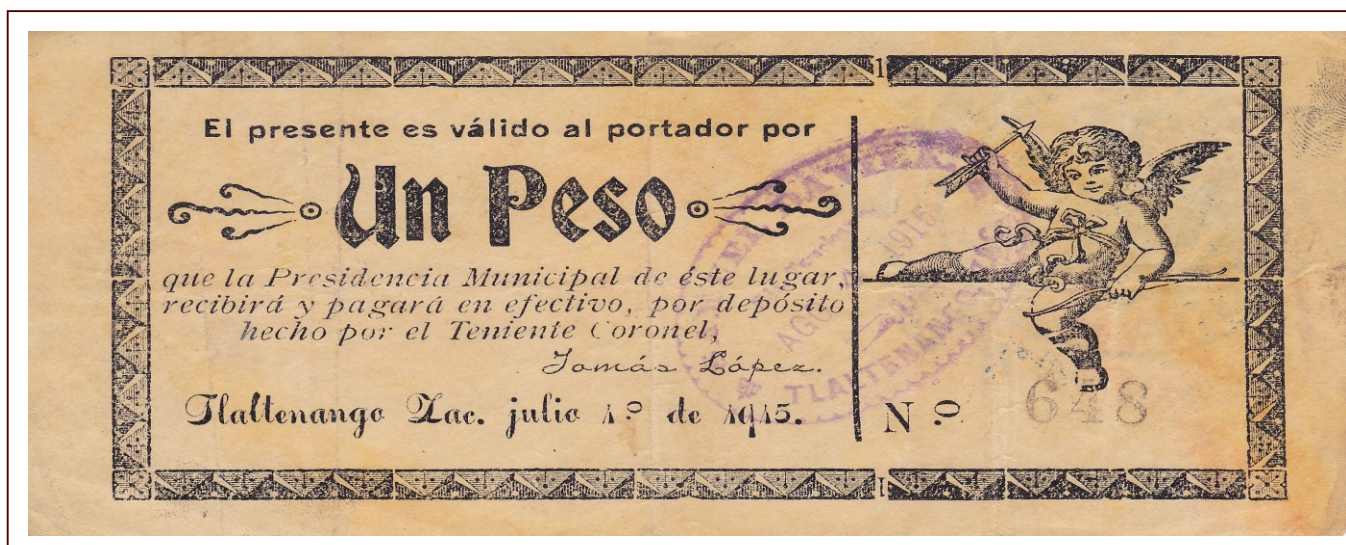 El presente es válido al portador por
Un Peso
que la Presidencia Municipal de éste lugar,
recibirá y pagará en efectivo, por depósito
hecho por el Teniente Coronel,
Tomás López.
Tlaltenango Zac. julio 1º de 1915.
Nº 648
TLALTENANGO